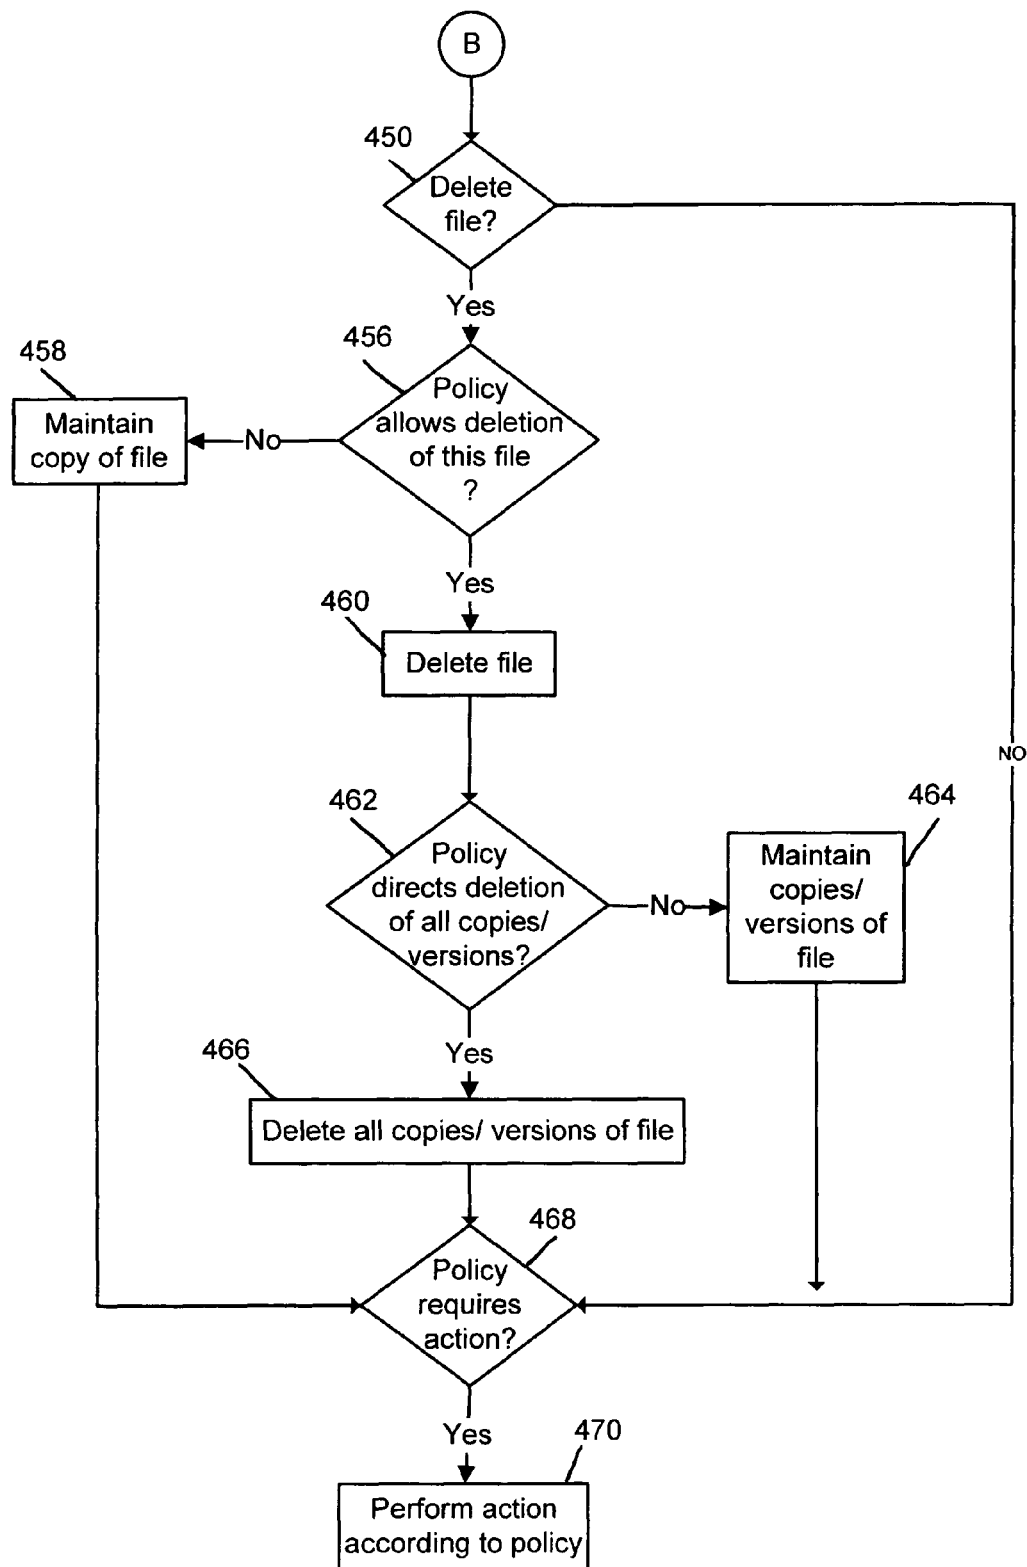 B
450
Delete
file?
Yes
456
Policy
allows deletion
of this file
?
458
Maintain
copy of file
No
Yes
460
Delete file
NO
462
Policy
directs deletion
of all copies/
versions?
No
464
Maintain
copies/
versions of
file
Yes
466
Delete all copies/ versions of file
468
Policy
requires
action?
Yes
470
Perform action
according to policy